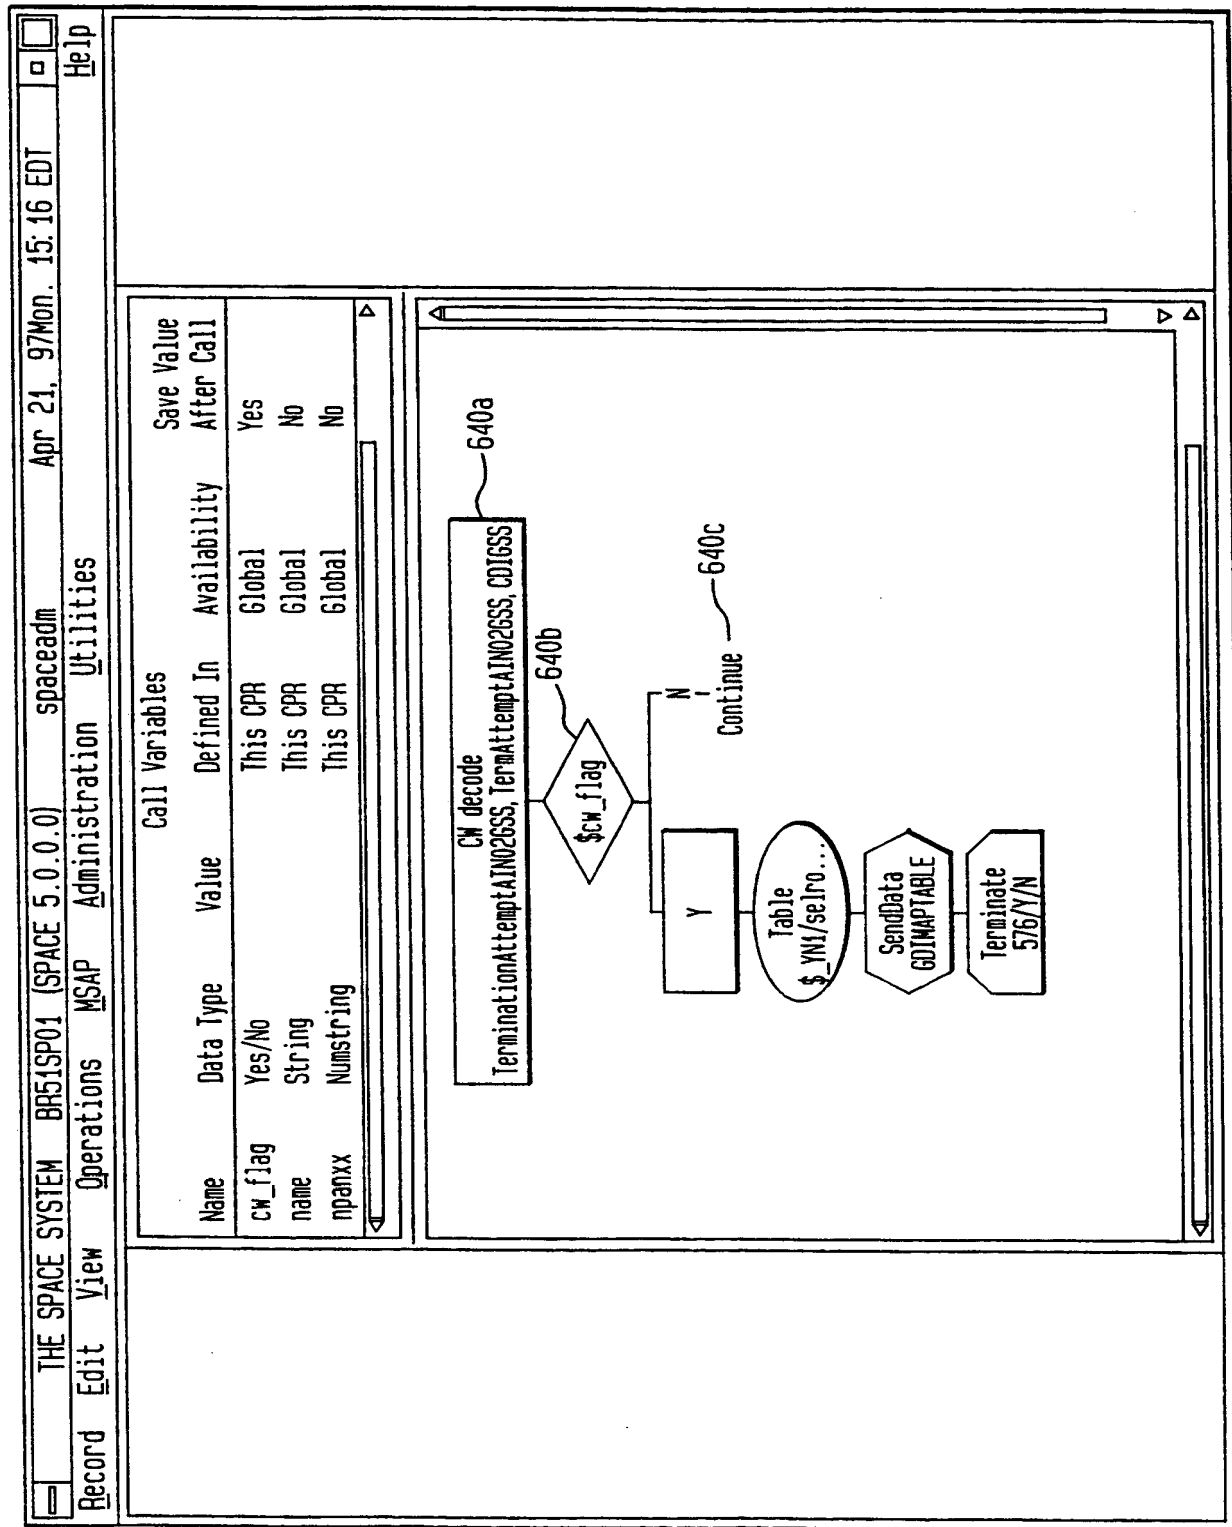 THE SPACE SYSTEM BR51SP01 (SPACE 5.0.0.0) spaceadm Apr 21, 97Mon. 15:16 EDT
Record Edit View Operations MSAP Administration Utilities Help
Call Variables
Name Data Type Value Defined In Availability Save Value After Call
cw_flag Yes/No This CPR Global Yes
name String This CPR Global No
npanxx Numstring This CPR Global No
CW decode
TerminationAttemptAIN02GSS, TermAttemptAIN02GSS, CDIGSS
640a
$cw_flag
640b
Y
N
Continue
640c
Table
$_YN1/selro...
SendData
GDIMAPTABLE
Terminate
576/Y/N